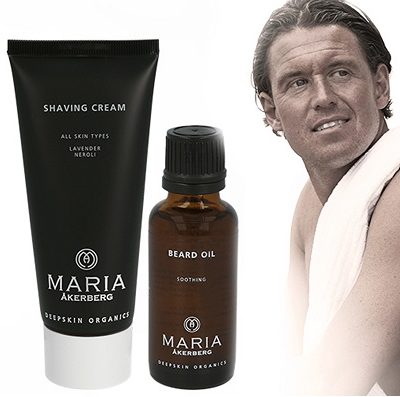 SHAVING CREAM
ALL SKIN TYPES
LAVENDER
NEROLI
MARIA
ÅKERBERG
DEEPSKIN ORGANICS
BEARD OIL
SOOTHING
MARIA
ÅKERBERG
DEEPSKIN ORGANICS